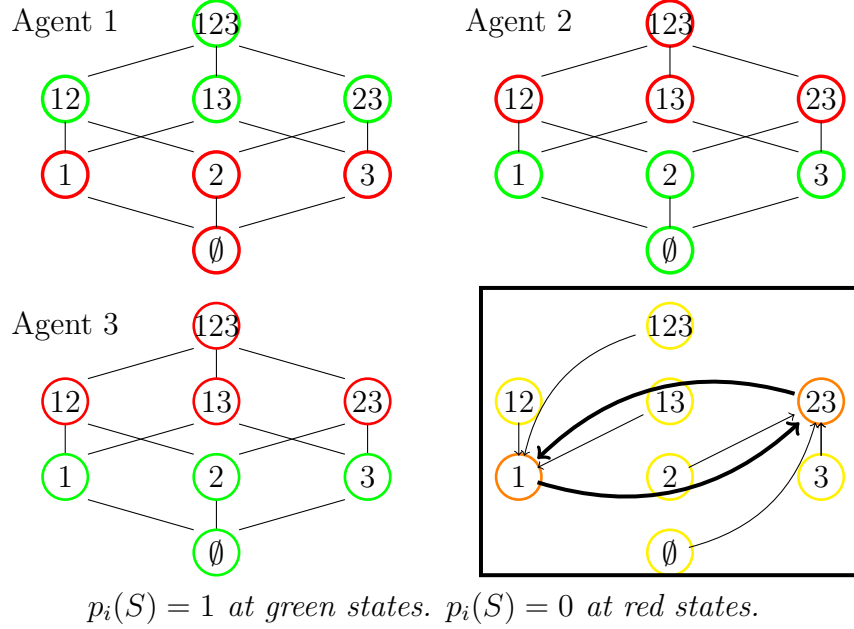 Agent 1
123
12 13 23
1 2 3
∅
Agent 2
123
12 13 23
1 2 3
∅
Agent 3
123
12 13 23
1 2 3
∅
123
12 13 23
1 2 3
∅
p_i(S) = 1 at green states. p_i(S) = 0 at red states.